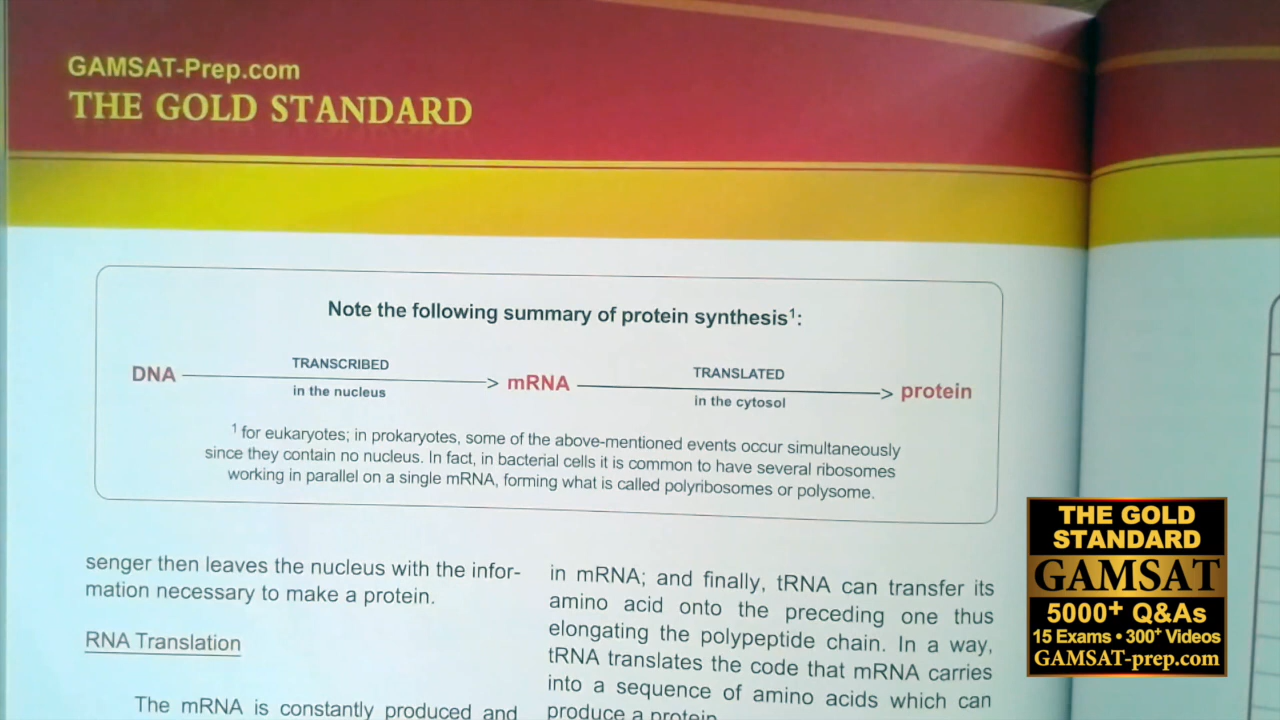 GAMSAT-Prep.com
THE GOLD STANDARD
Note the following summary of protein synthesis¹:
DNA
TRANSCRIBED
in the nucleus
> mRNA
TRANSLATED
in the cytosol
> protein
¹ for eukaryotes; in prokaryotes, some of the above-mentioned events occur simultaneously
since they contain no nucleus. In fact, in bacterial cells it is common to have several ribosomes
working in parallel on a single mRNA, forming what is called polyribosomes or polysome.
senger then leaves the nucleus with the infor-
mation necessary to make a protein.
RNA Translation
The mRNA is constantly produced and
in mRNA; and finally, tRNA can transfer its
amino acid onto the preceding one thus
elongating the polypeptide chain. In a way,
tRNA translates the code that mRNA carries
into a sequence of amino acids which can
produce a protein
THE GOLD
STANDARD
GAMSAT
5000⁺ Q&As
15 Exams • 300⁺ Videos
GAMSAT-prep.com